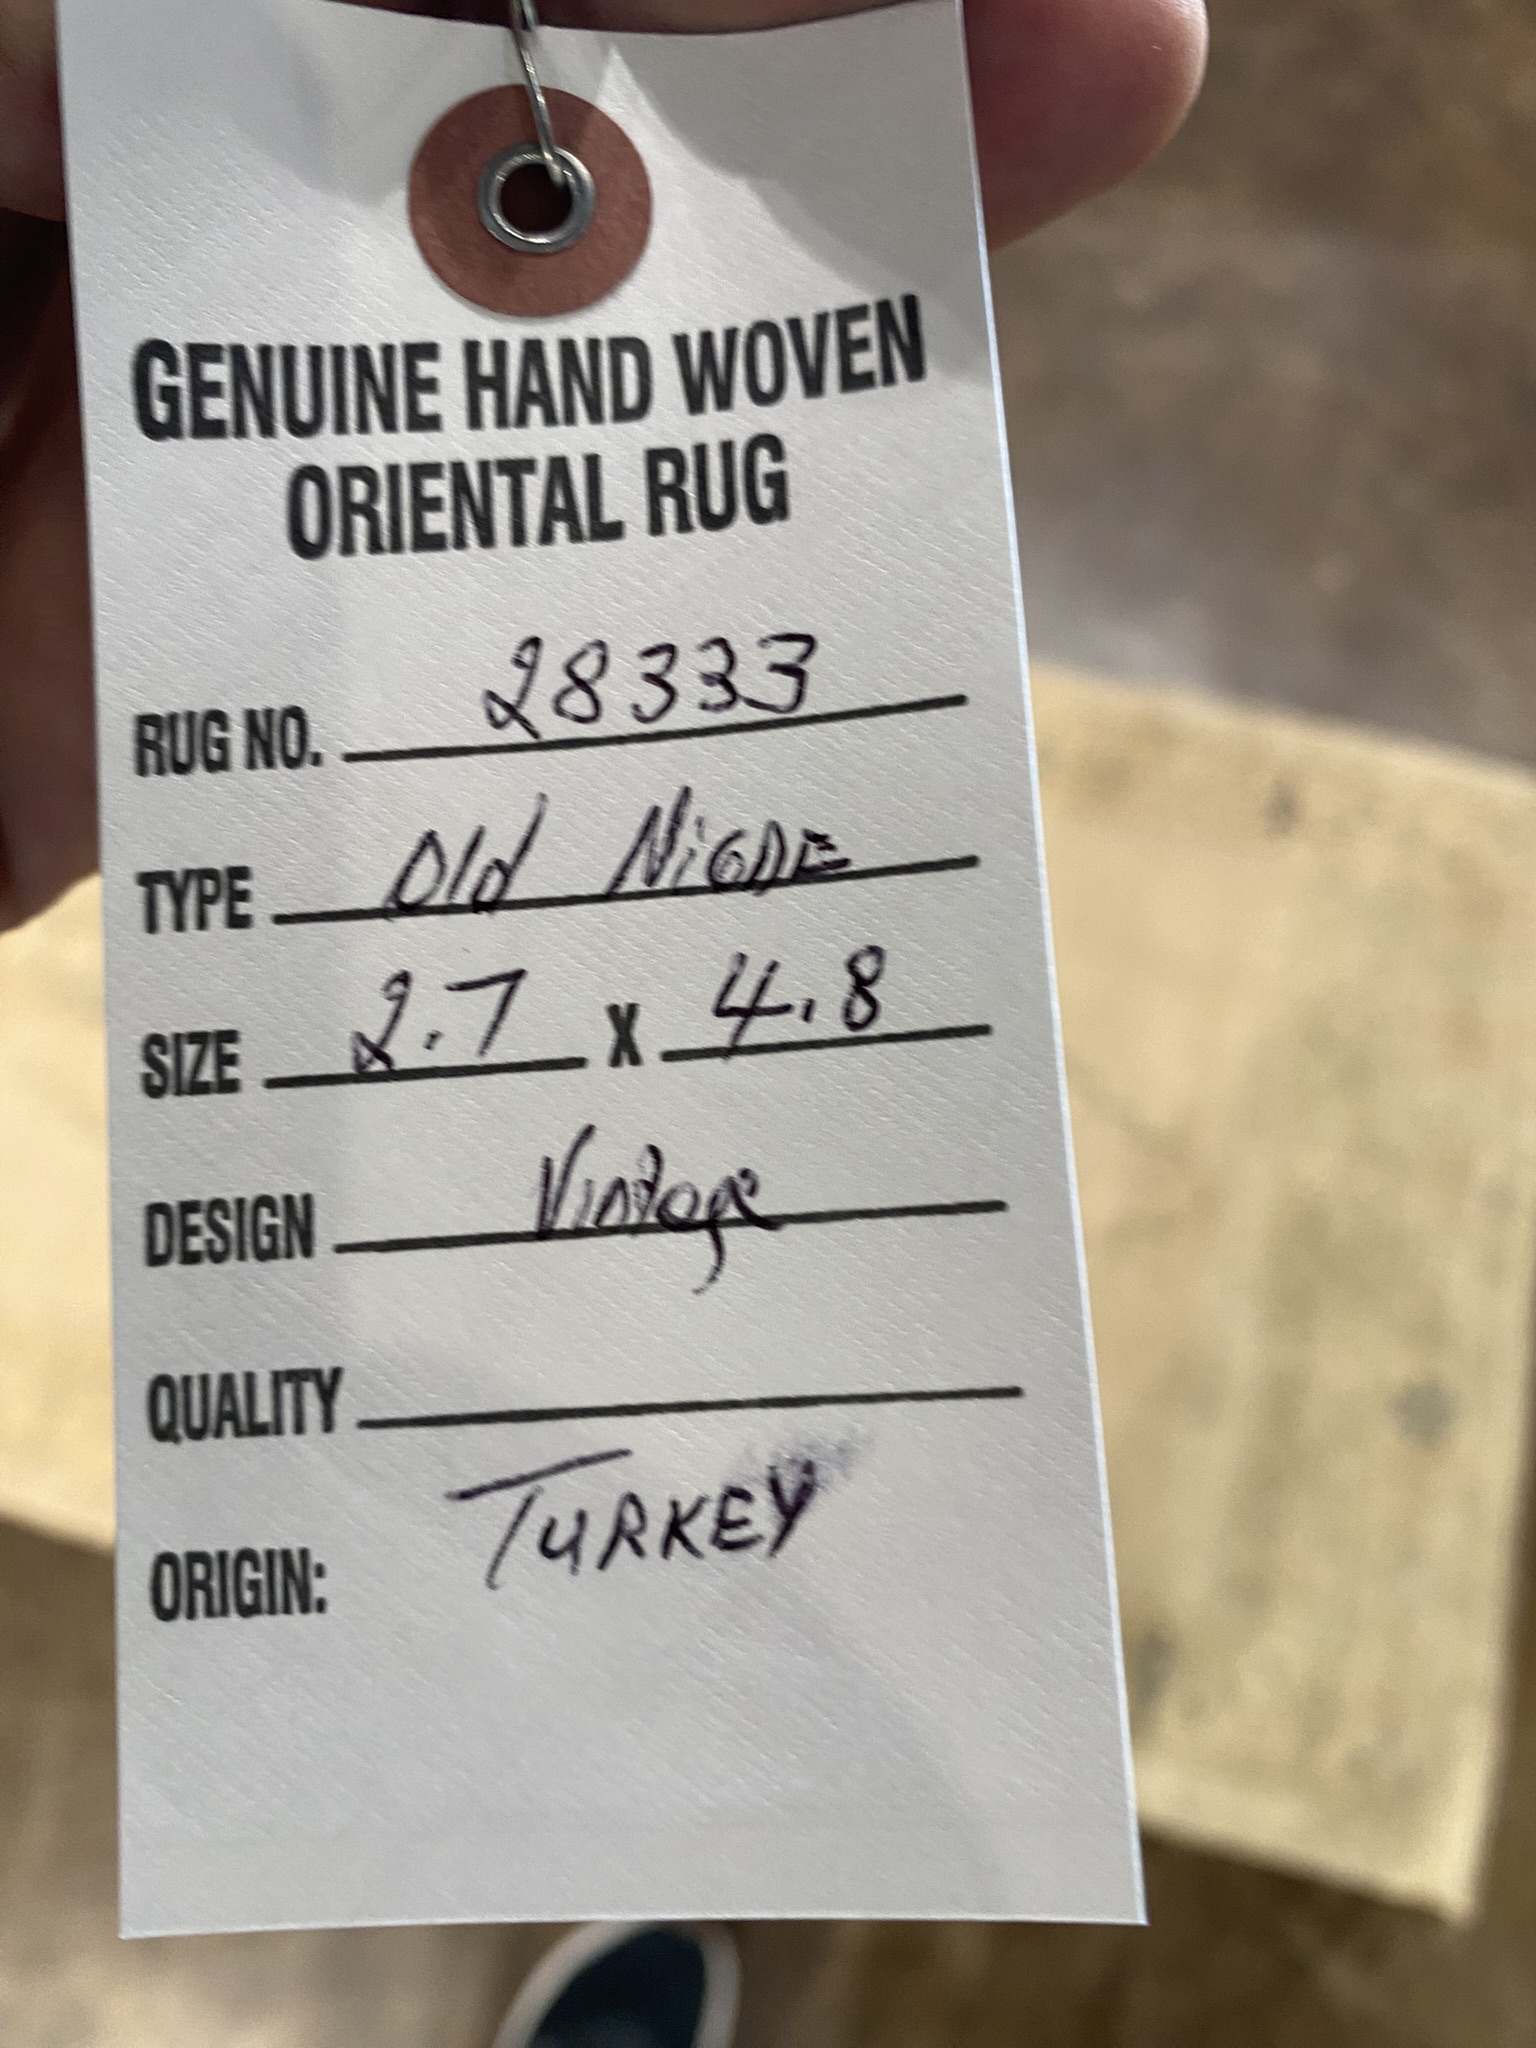 GENUINE HAND WOVEN
ORIENTAL RUG
RUG NO. 28333
TYPE Old NiGDE
SIZE 2.7 X 4.8
DESIGN Vintage
QUALITY
ORIGIN: TURKEY